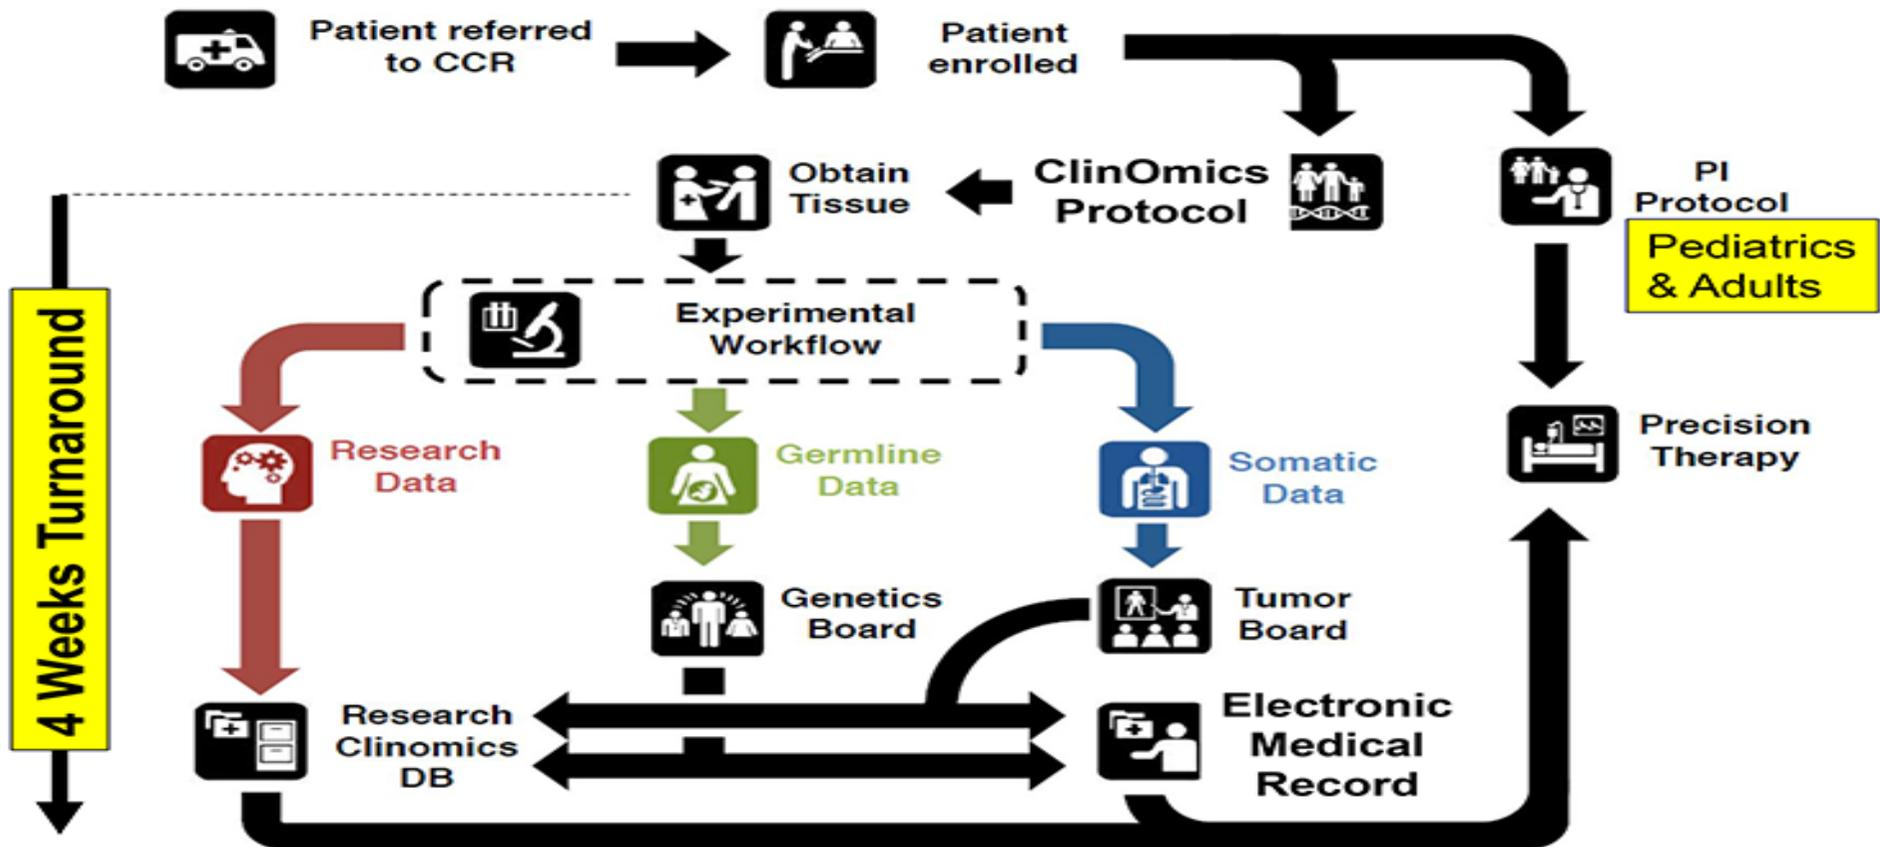 Patient referred
to CCR
Patient
enrolled
Obtain
Tissue
ClinOmics
Protocol
PI
Protocol
Pediatrics
& Adults
4 Weeks Turnaround
Experimental
Workflow
Research
Data
Germline
Data
Somatic
Data
Precision
Therapy
Genetics
Board
Tumor
Board
Research
Clinomics
DB
Electronic
Medical
Record